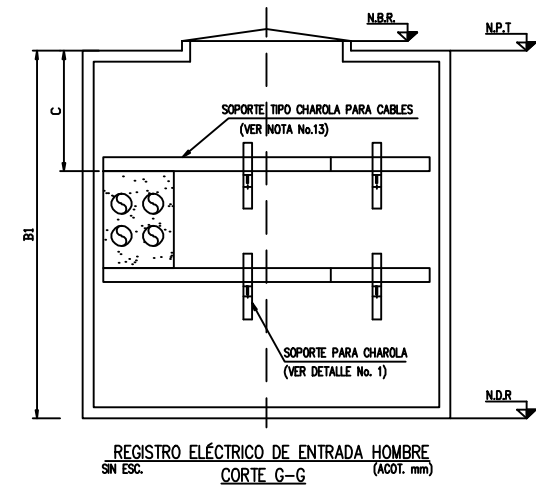 N.B.R.
N.P.T
C
SOPORTE TIPO CHAROLA PARA CABLES
(VER NOTA No.13)
B1
SOPORTE PARA CHAROLA
(VER DETALLE No. 1)
N.D.R
REGISTRO ELÉCTRICO DE ENTRADA HOMBRE
SIN ESC. (ACOT. mm)
CORTE G-G